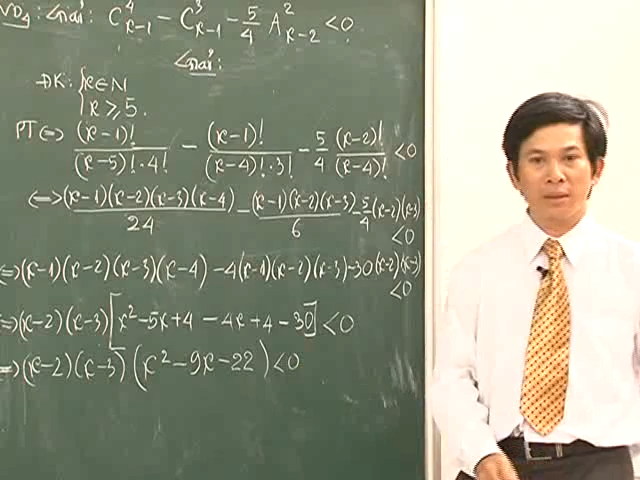 VD4: Giải: C⁴ₓ₋₁ − C³ₓ₋₁ − 5/4 A²ₓ₋₂ < 0
Giải:
ĐK: { x ∈ N
x ⩾ 5.
PT ⇔ (x−1)!/((x−5)!·4!) − (x−1)!/((x−4)!·3!) − 5/4 (x−2)!/(x−4)! < 0
⇔ (x−1)(x−2)(x−3)(x−4)/24 − (x−1)(x−2)(x−3)/6 − 5/4 (x−2)(x−3) < 0
⇔ (x−1)(x−2)(x−3)(x−4) − 4(x−1)(x−2)(x−3) − 30(x−2)(x−3) < 0
⇔ (x−2)(x−3)[x² − 5x + 4 − 4x + 4 − 30] < 0
⇔ (x−2)(x−3)(x² − 9x − 22) < 0